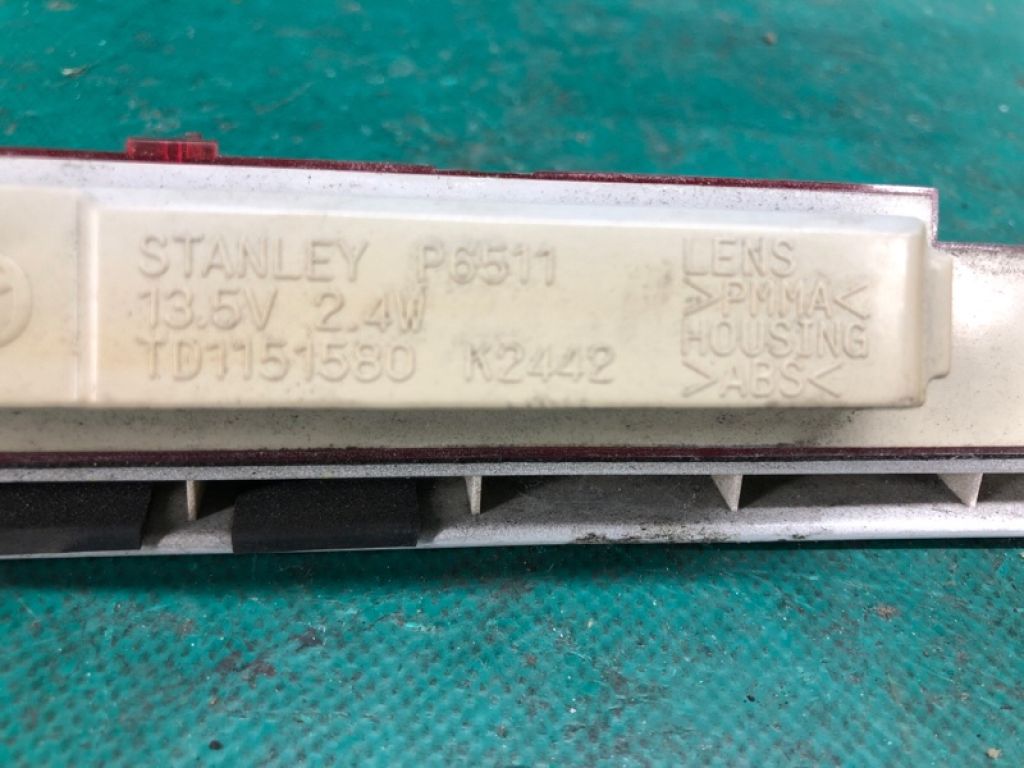 STANLEY P6511
13.5V 2.4W
TD1151580 K2442
LENS
>PMMA<
HOUSING
>ABS<